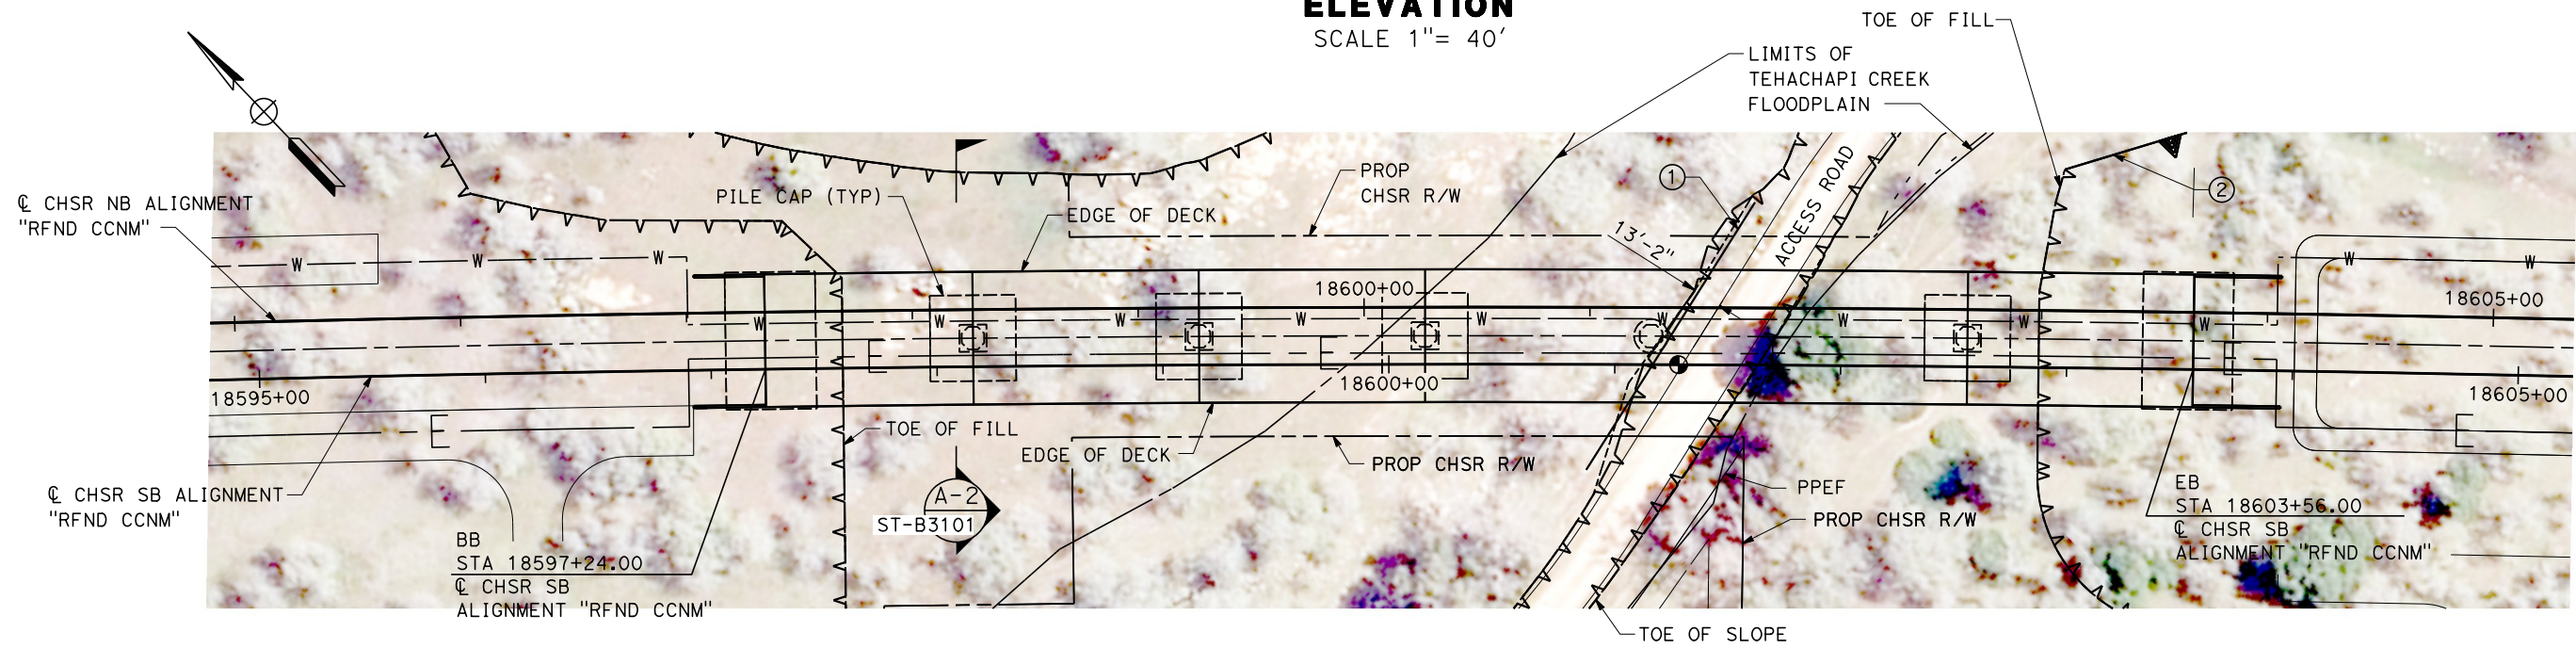 ELEVATION
SCALE 1"= 40'
TOE OF FILL
LIMITS OF
TEHACHAPI CREEK
FLOODPLAIN
℄ CHSR NB ALIGNMENT
"RFND CCNM"
PILE CAP (TYP)
EDGE OF DECK
PROP
CHSR R/W
1
13'-2"
ACCESS ROAD
2
W
W
W
W
W
18600+00
18605+00
W
W
W
W
W
W
W
W
W
18595+00
18600+00
18605+00
TOE OF FILL
EDGE OF DECK
PROP CHSR R/W
A-2
ST-B3101
PPEF
PROP CHSR R/W
℄ CHSR SB ALIGNMENT
"RFND CCNM"
BB
STA 18597+24.00
℄ CHSR SB
ALIGNMENT "RFND CCNM"
EB
STA 18603+56.00
℄ CHSR SB
ALIGNMENT "RFND CCNM"
TOE OF SLOPE